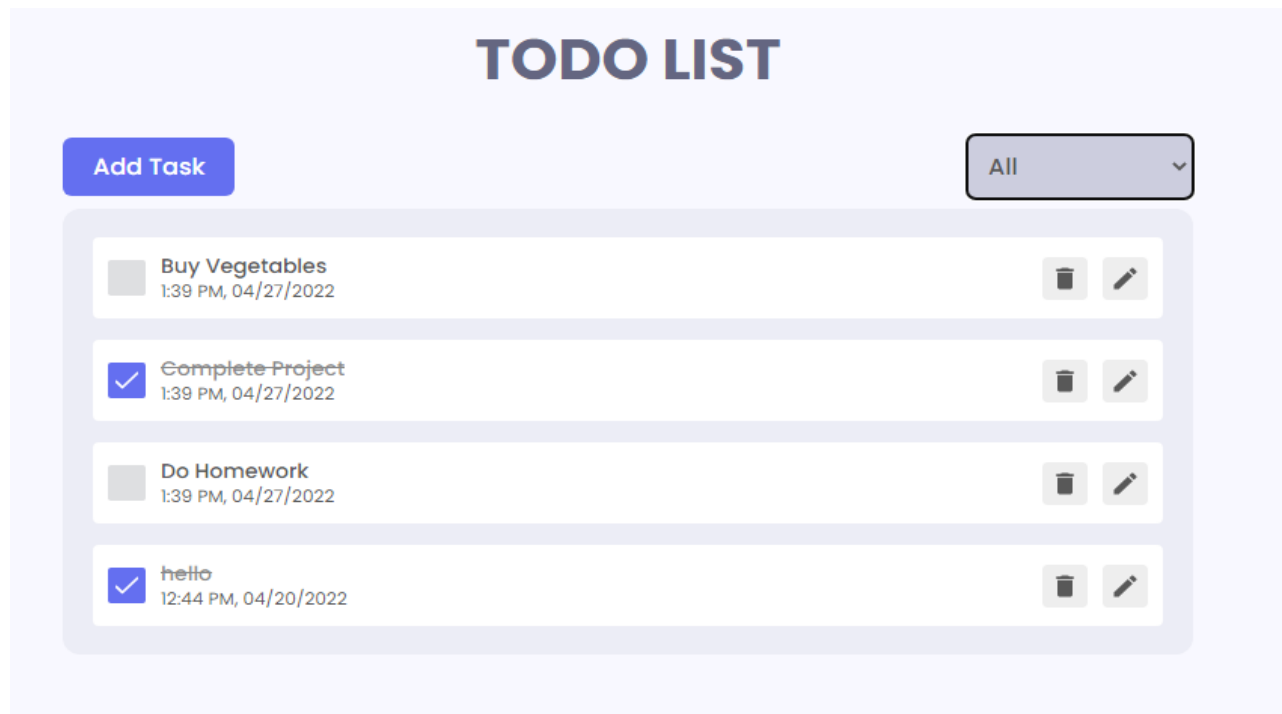 TODO LIST
Add Task
All
Buy Vegetables
1:39 PM, 04/27/2022
Complete Project
1:39 PM, 04/27/2022
Do Homework
1:39 PM, 04/27/2022
hello
12:44 PM, 04/20/2022